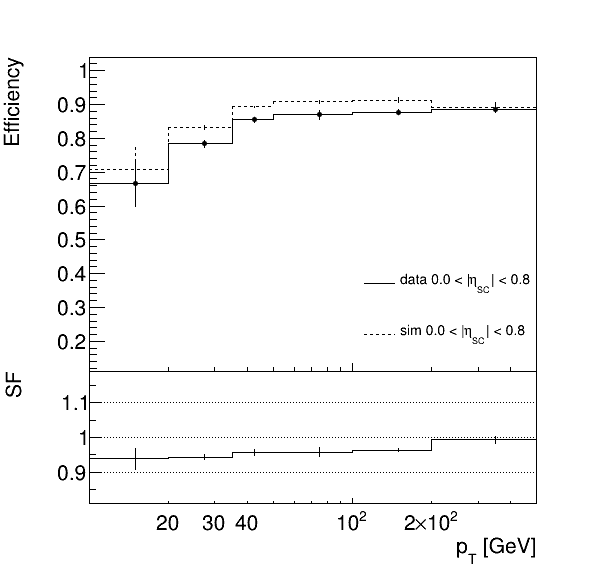 Efficiency
1
0.9
0.8
0.7
0.6
0.5
0.4
0.3
0.2
data 0.0 < |η_SC| < 0.8
sim 0.0 < |η_SC| < 0.8
SF
1.1
1
0.9
20 30 40 10² 2×10²
p_T [GeV]